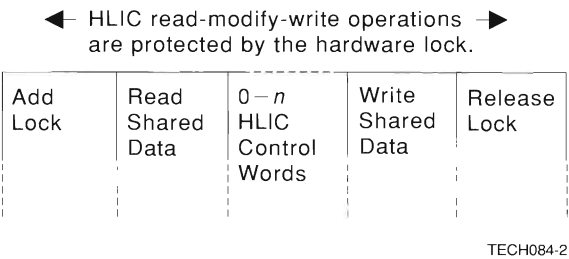 HLIC read-modify-write operations
are protected by the hardware lock.
Add
Lock
Read
Shared
Data
0–n
HLIC
Control
Words
Write
Shared
Data
Release
Lock
TECH084-2